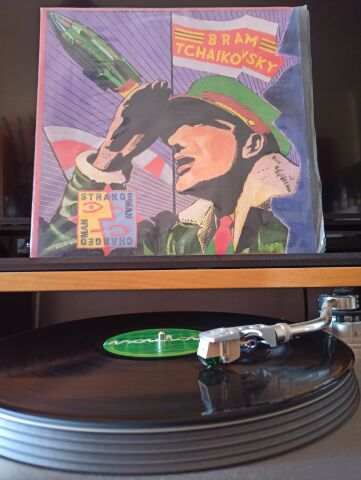 BRAM
TCHAIKOVSKY
STRANGE MAN
CHANGED MAN